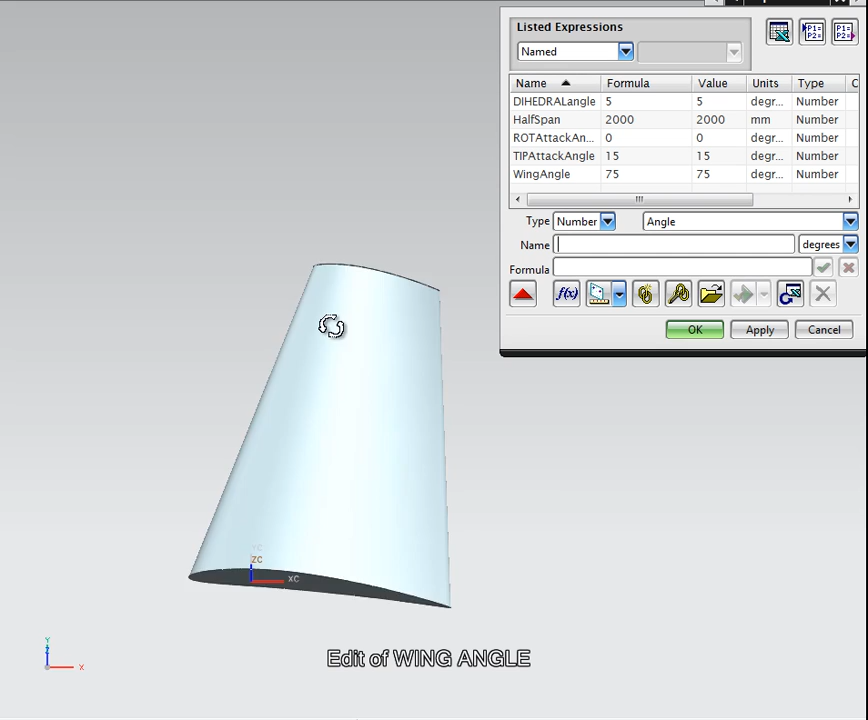 Listed Expressions
Named
Name Formula Value Units Type C
DIHEDRALangle 5 5 degr... Number
HalfSpan 2000 2000 mm Number
ROTAttackAn... 0 0 degr... Number
TIPAttackAngle 15 15 degr... Number
WingAngle 75 75 degr... Number
Type Number Angle
Name degrees
Formula
f(x)
OK Apply Cancel
YC
ZC
XC
Y
Z
X
Edit of WING ANGLE